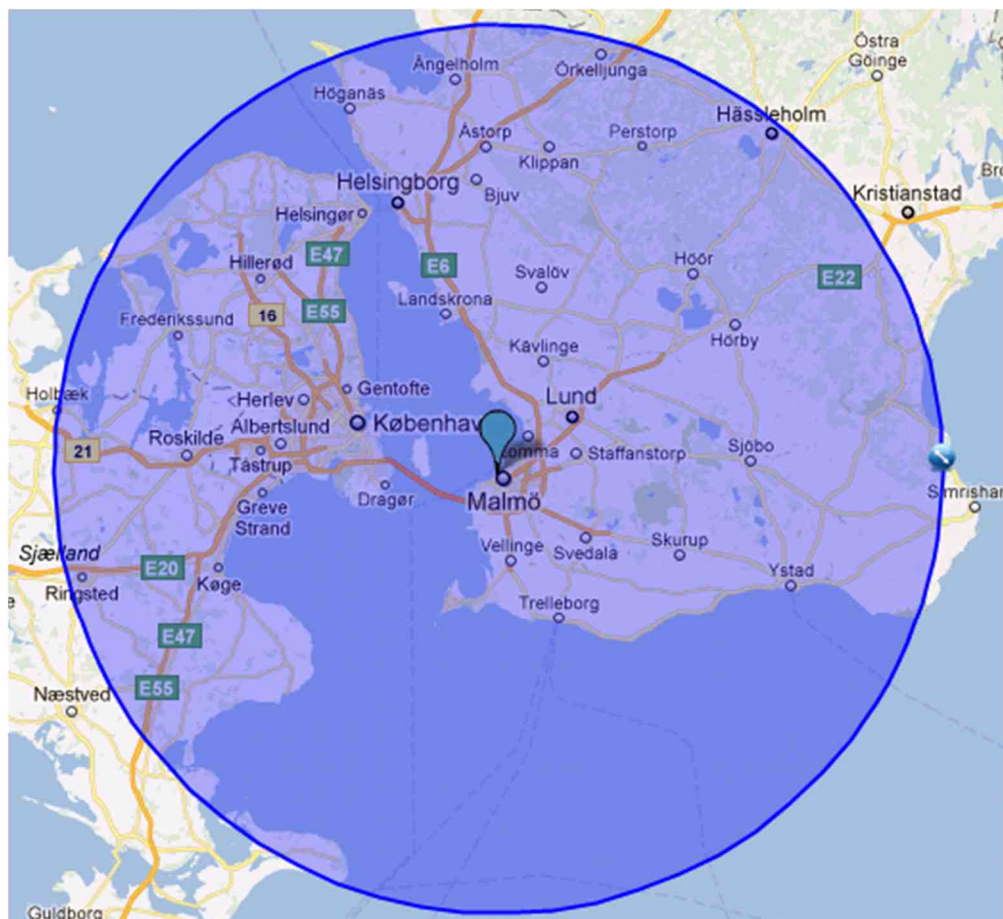 Östra
Göinge
Ängelholm
Örkelljunga
Höganäs
Hässleholm
Åstorp
Perstorp
Klippan
Helsingborg
Bjuv
Kristianstad
Helsingør
E47
E6
Hillerød
Svalöv
Höör
E22
Landskrona
E55
16
Frederikssund
Hörby
Kävlinge
Holbæk
Gentofte
Herlev
Lund
København
Albertslund
Roskilde
21
Tåstrup
Lomma
Staffanstorp
Sjöbo
Malmö
Dragør
Greve
Strand
Simrishar
Vellinge
Svedala
Skurup
Sjælland
E20
Køge
Ystad
Ringsted
Trelleborg
E47
E55
Næstved
Guldborg